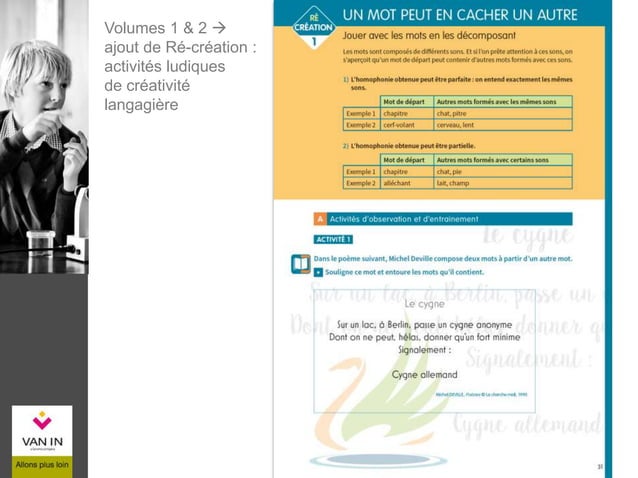 Volumes 1 & 2 →
ajout de Ré-création :
activités ludiques
de créativité
langagière
RÉ
CRÉATION
1
UN MOT PEUT EN CACHER UN AUTRE
Jouer avec les mots en les décomposant
Les mots sont composés de différents sons. Et si l'on prête attention à ces sons, on
s'aperçoit qu'un mot de départ peut contenir d'autres mots formés avec ces sons.
1) L'homophonie obtenue peut être parfaite : on entend exactement les mêmes
sons.
Mot de départ Autres mots formés avec les mêmes sons
Exemple 1 chapitre chat, pitre
Exemple 2 cerf-volant cerveau, lent
2) L'homophonie obtenue peut être partielle.
Mot de départ Autres mots formés avec certains sons
Exemple 1 chapitre chat, pie
Exemple 2 alléchant lait, champ
A Activités d'observation et d'entrainement
ACTIVITÉ 1
Dans le poème suivant, Michel Deville compose deux mots à partir d'un autre mot.
Souligne ce mot et entoure les mots qu'il contient.
Le cygne
Sur un lac, à Berlin, passe un
Dont donner qu
Signalement :
Cygne allemand
Le cygne
Sur un lac, à Berlin, passe un cygne anonyme
Dont on ne peut, hélas, donner qu'un fort minime
Signalement :
Cygne allemand
Michel DEVILLE, Poézies © Le cherche midi, 1990.
31
VAN IN
Allons plus loin